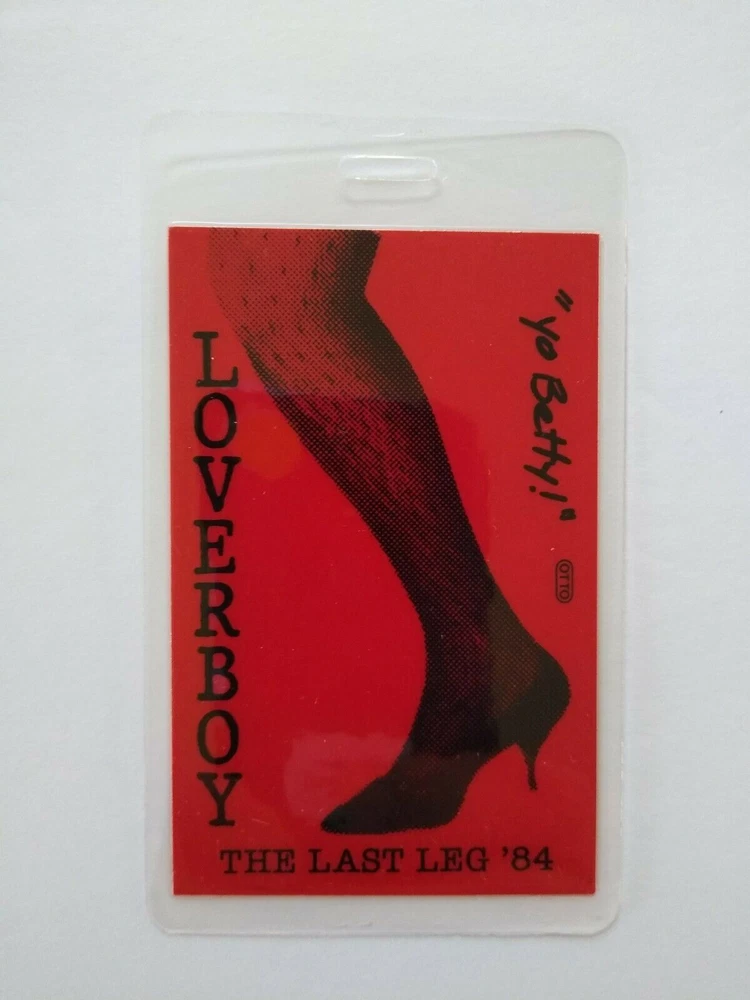 LOVERBOY
"yo Betty!"
OTTO
THE LAST LEG '84